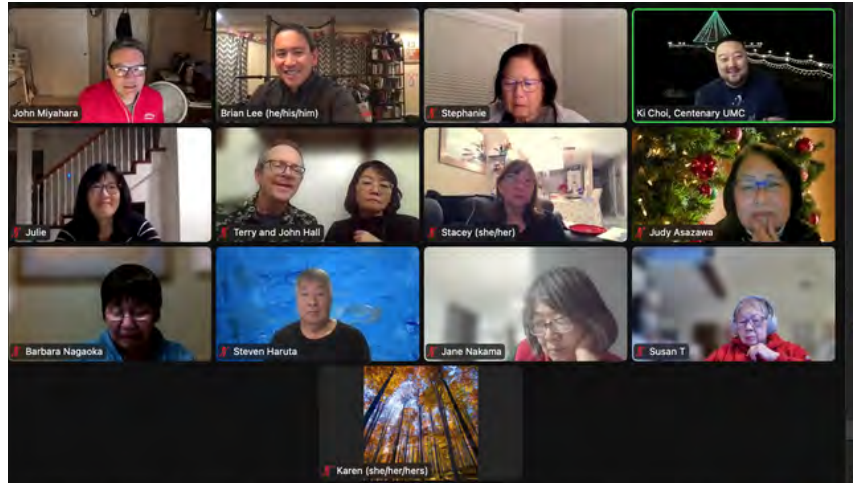 John Miyahara
Brian Lee (he/his/him)
Stephanie
Ki Choi, Centenary UMC
Julie
Terry and John Hall
Stacey (she/her)
Judy Asazawa
Barbara Nagaoka
Steven Haruta
Jane Nakama
Susan T
Karen (she/her/hers)